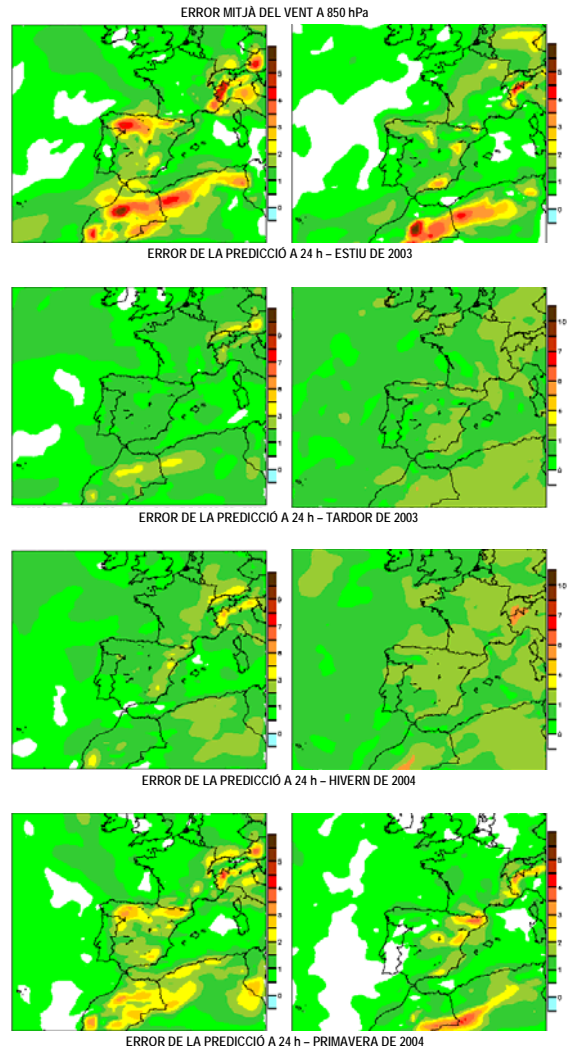 ERROR MITJÀ DEL VENT A 850 hPa
ERROR DE LA PREDICCIÓ A 24 h – ESTIU DE 2003
ERROR DE LA PREDICCIÓ A 24 h – TARDOR DE 2003
ERROR DE LA PREDICCIÓ A 24 h – HIVERN DE 2004
ERROR DE LA PREDICCIÓ A 24 h – PRIMAVERA DE 2004